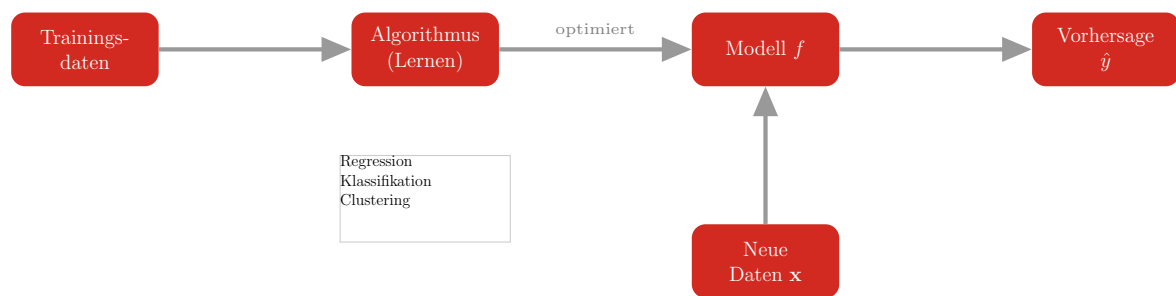 Trainings-
daten
Algorithmus
(Lernen)
optimiert
Modell f
Vorhersage
ŷ
Regression
Klassifikation
Clustering
Neue
Daten x